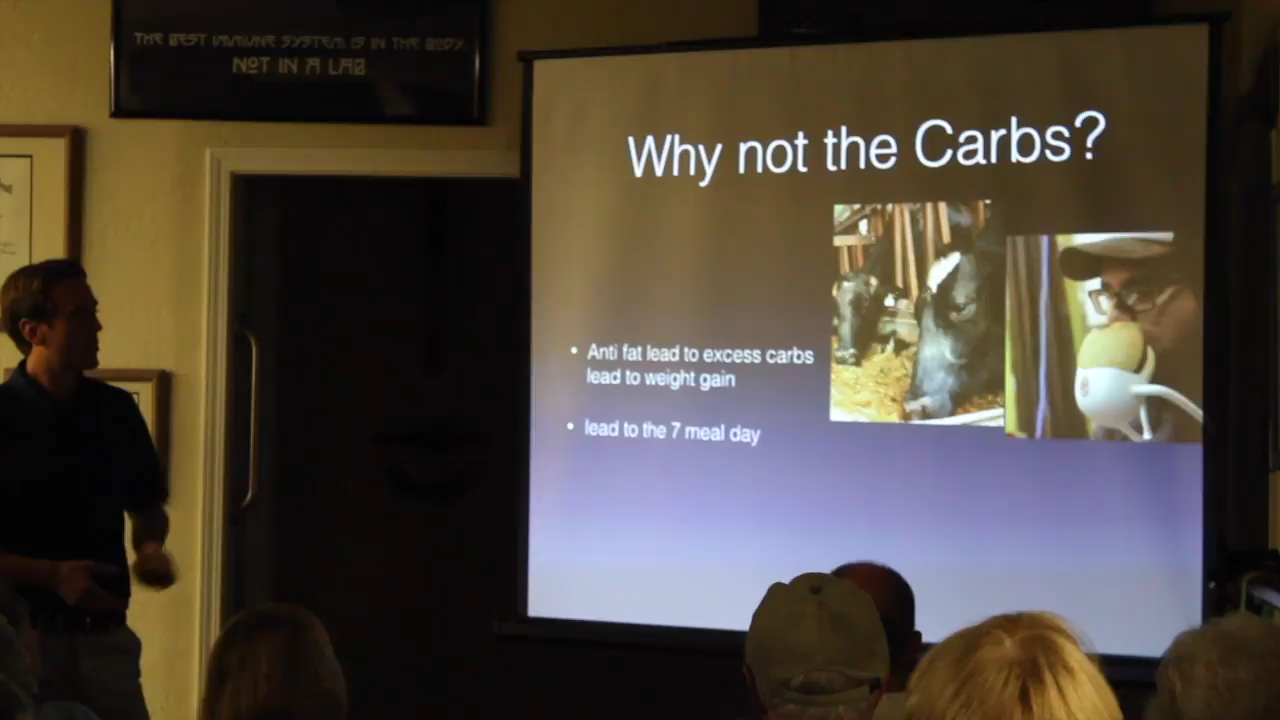 THE BEST IMMUNE SYSTEM IS IN THE BODY
NOT IN A LAB
Why not the Carbs?
• Anti fat lead to excess carbs
lead to weight gain
• lead to the 7 meal day